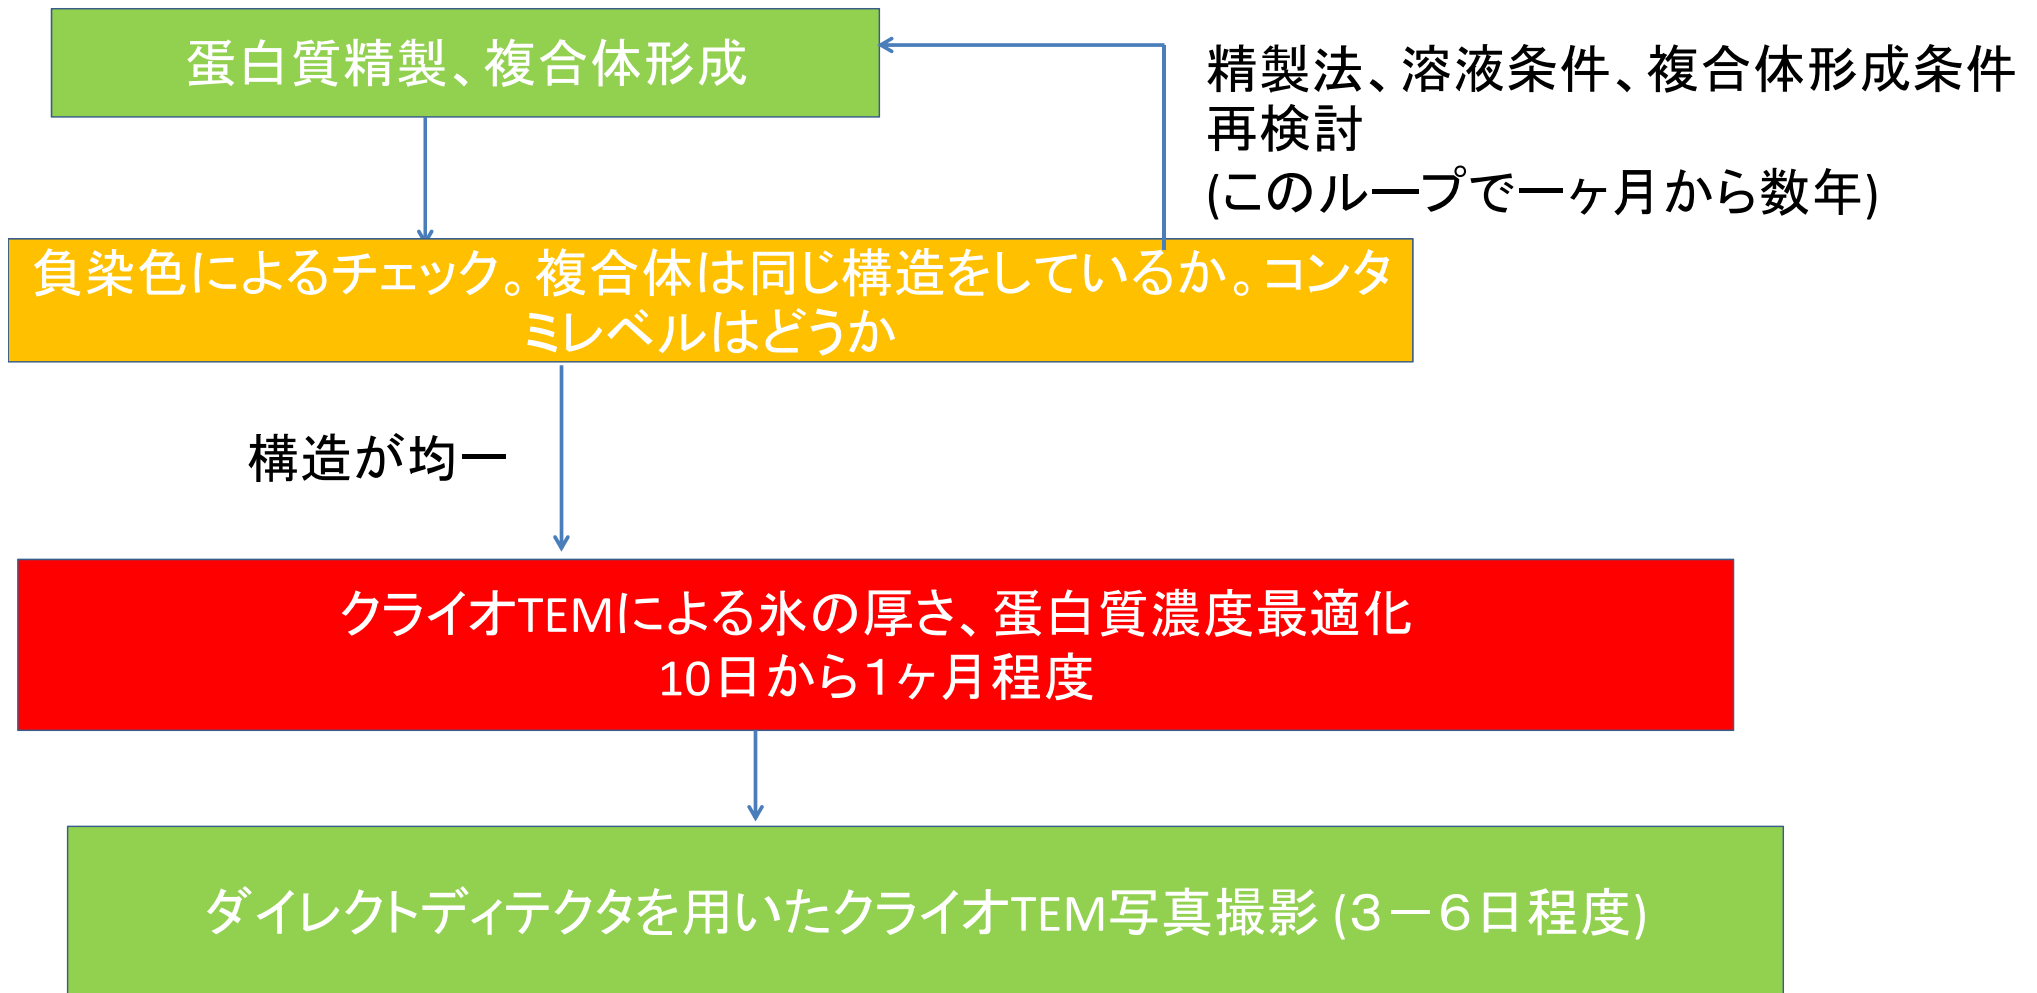 蛋白質精製、複合体形成
精製法、溶液条件、複合体形成条件
再検討
(このループで一ヶ月から数年)
負染色によるチェック。複合体は同じ構造をしているか。コンタ
ミレベルはどうか
構造が均一
クライオTEMによる氷の厚さ、蛋白質濃度最適化
10日から１ヶ月程度
ダイレクトディテクタを用いたクライオTEM写真撮影 (３－６日程度)